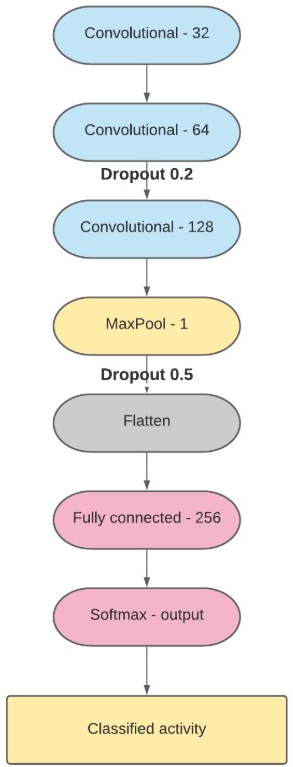 Convolutional - 32
Convolutional - 64
Dropout 0.2
Convolutional - 128
MaxPool - 1
Dropout 0.5
Flatten
Fully connected - 256
Softmax - output
Classified activity